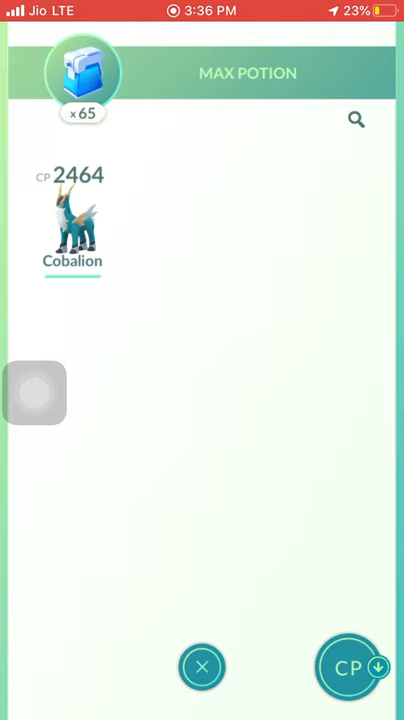 Jio LTE 3:36 PM 23%
MAX POTION
x 65
CP 2464
Cobalion
CP